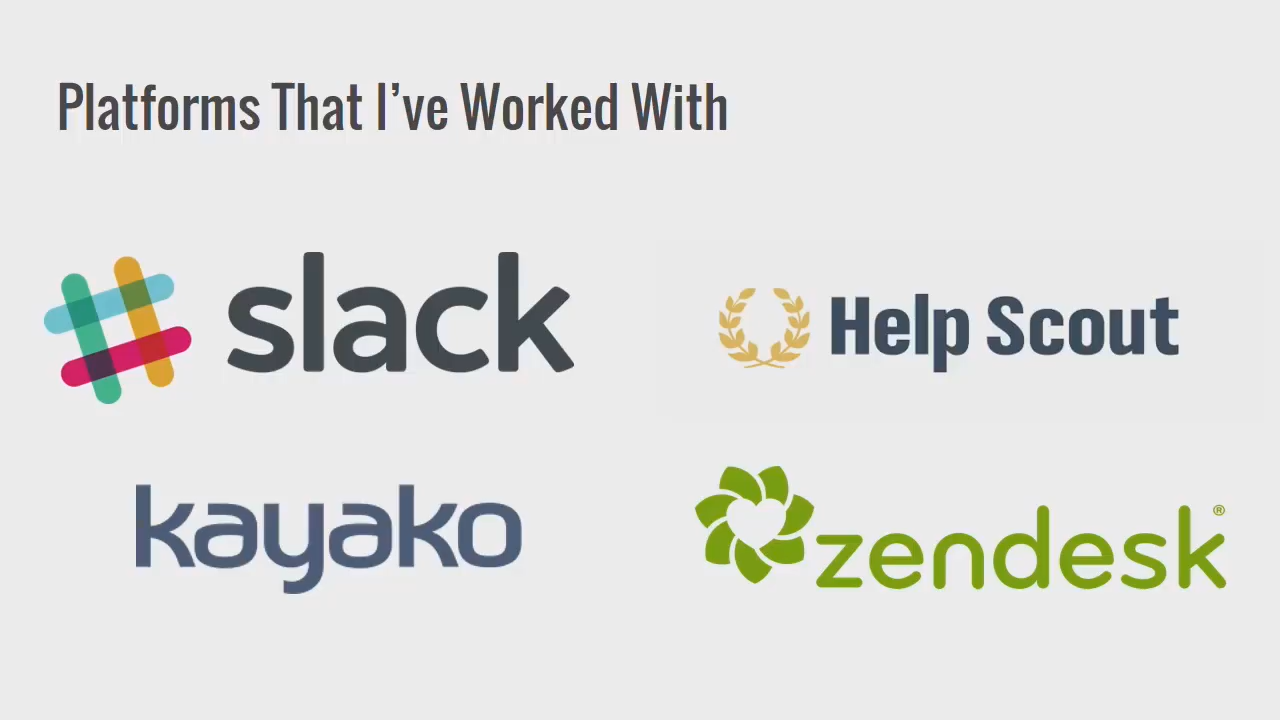 Platforms That I’ve Worked With
slack
Help Scout
kayako
zendesk®